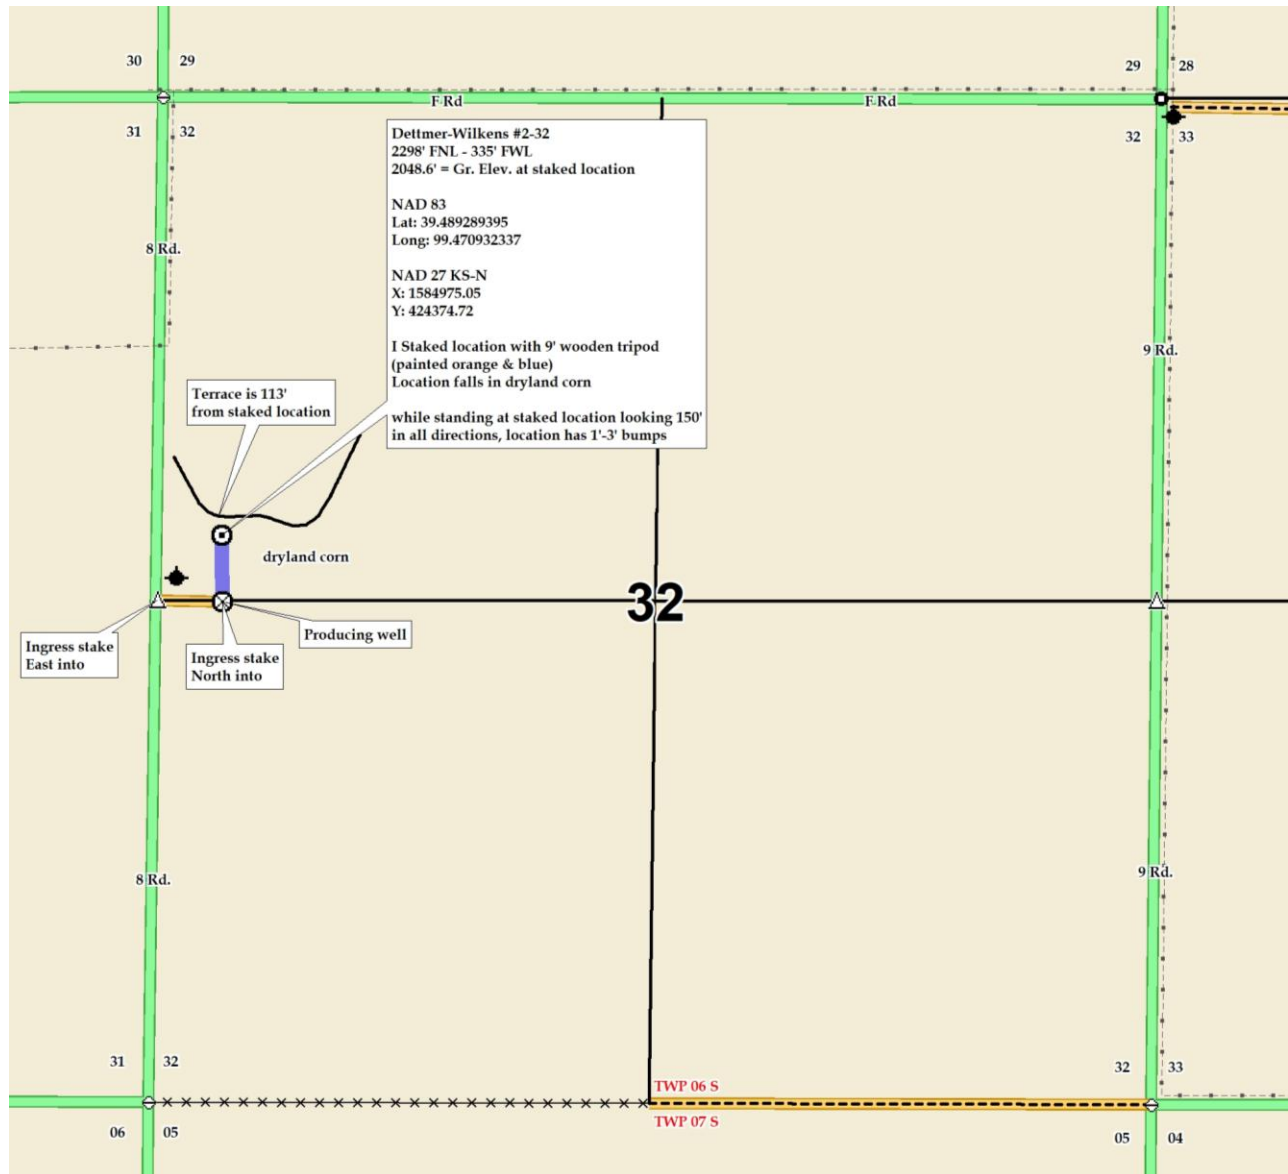 30 29
29 28
F Rd F Rd
31 32
32 33
Dettmer-Wilkens #2-32
2298' FNL - 335' FWL
2048.6' = Gr. Elev. at staked location
NAD 83
Lat: 39.489289395
Long: 99.470932337
NAD 27 KS-N
X: 1584975.05
Y: 424374.72
I Staked location with 9' wooden tripod
(painted orange & blue)
Location falls in dryland corn
while standing at staked location looking 150'
in all directions, location has 1'-3' bumps
8 Rd.
9 Rd.
Terrace is 113'
from staked location
dryland corn
32
Ingress stake
East into
Ingress stake
North into
Producing well
8 Rd.
9 Rd.
31 32
32 33
TWP 06 S
TWP 07 S
06 05
05 04